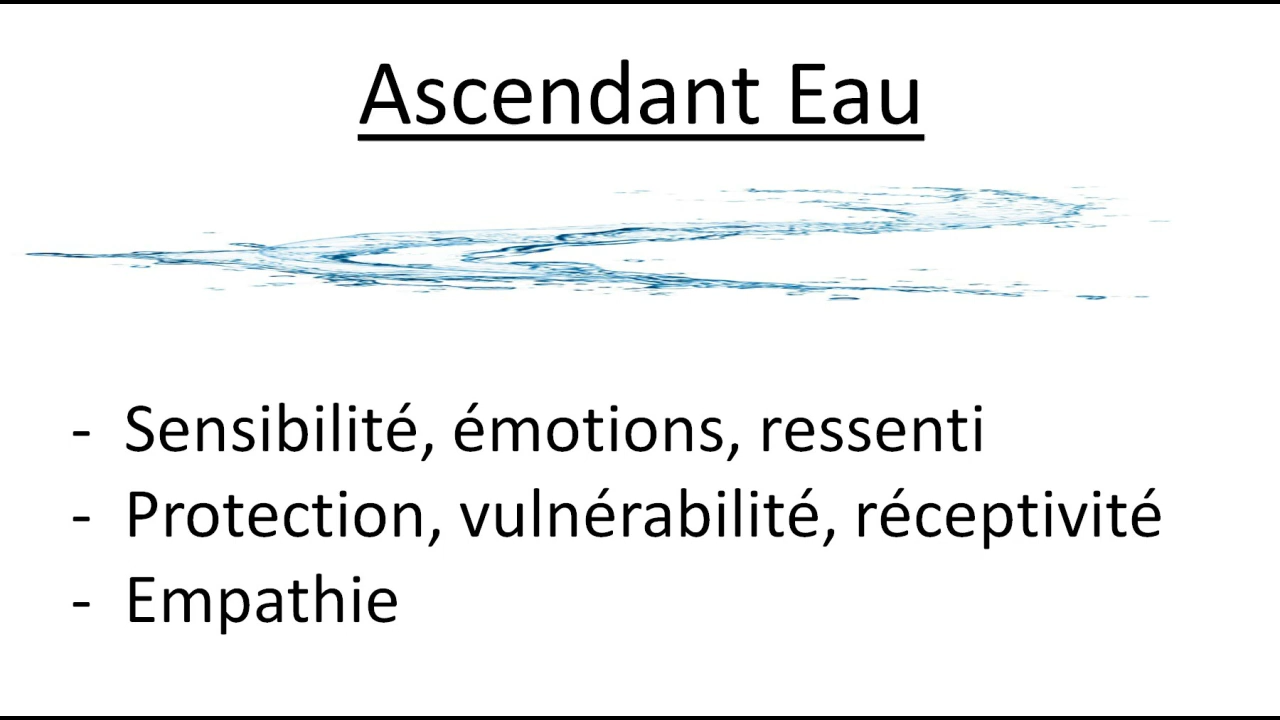 Ascendant Eau
- Sensibilité, émotions, ressenti
- Protection, vulnérabilité, réceptivité
- Empathie